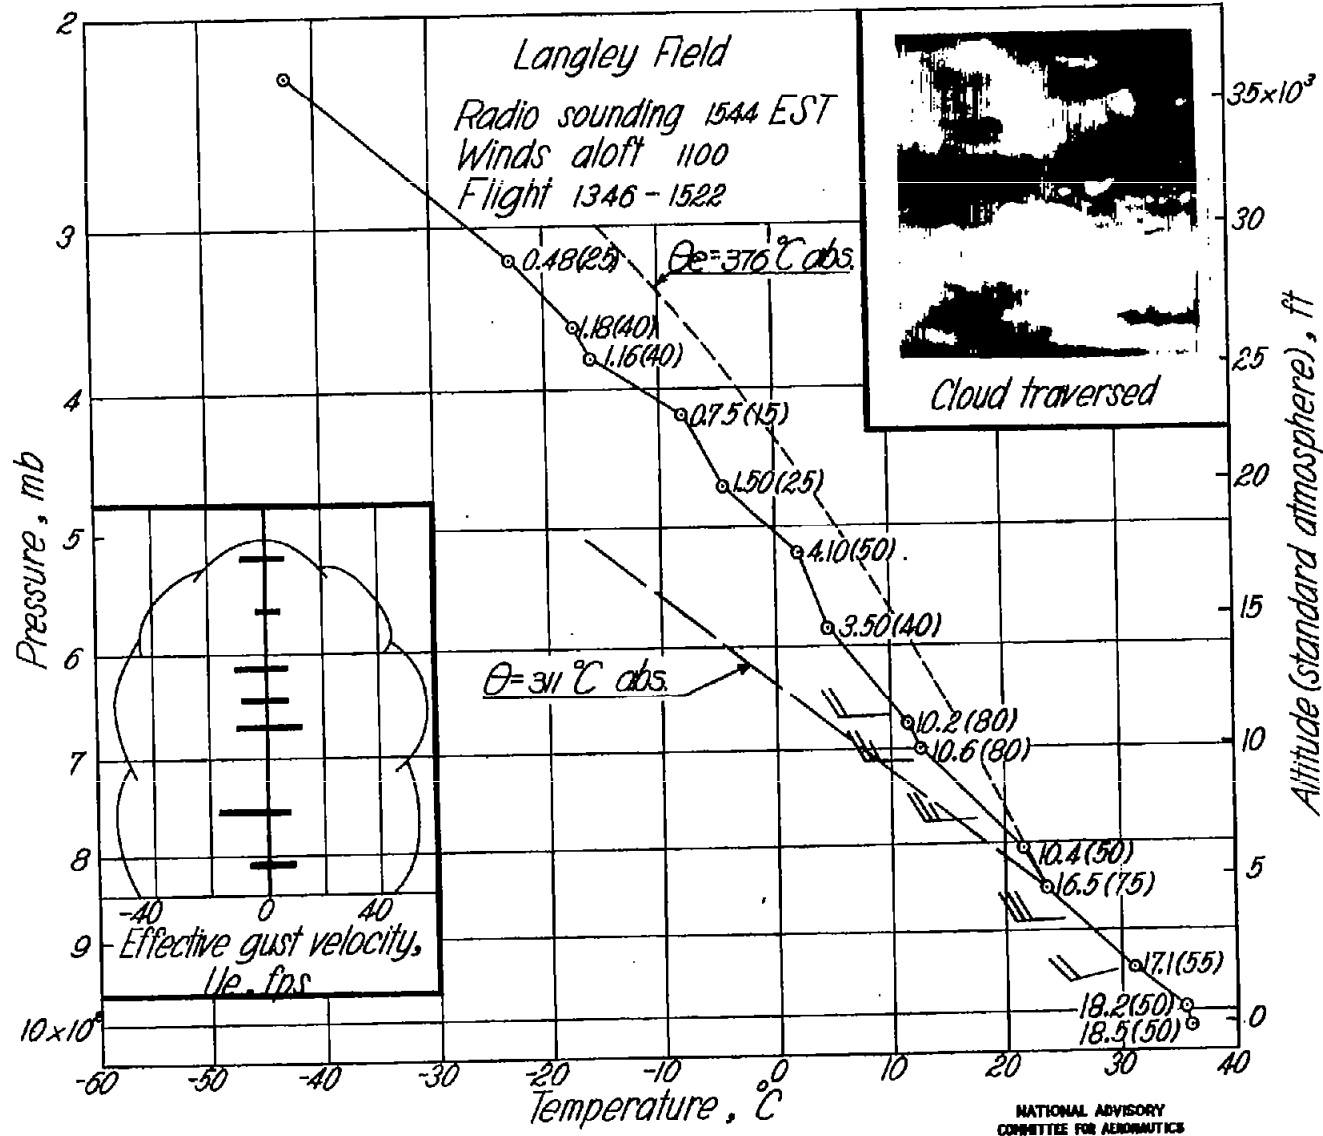 Langley Field
Radio sounding 1544 EST
Winds aloft 1100
Flight 1346-1522
Cloud traversed
θe=376 °C abs.
θ=311 °C abs.
0.48(25)
1.18(40)
1.16(40)
0.75(15)
1.50(25)
4.10(50)
3.50(40)
10.2(80)
10.6(80)
10.4(50)
16.5(75)
17.1(55)
18.2(50)
18.5(50)
Pressure, mb
2
3
4
5
6
7
8
9
-40 0 40
Effective gust velocity,
Ue, fps
35×10³
30
25
20
15
10
5
0
Altitude (standard atmosphere), ft
-60 -50 -40 -30 -20 -10 0 10 20 30 40
Temperature, °C
NATIONAL ADVISORY
COMMITTEE FOR AERONAUTICS